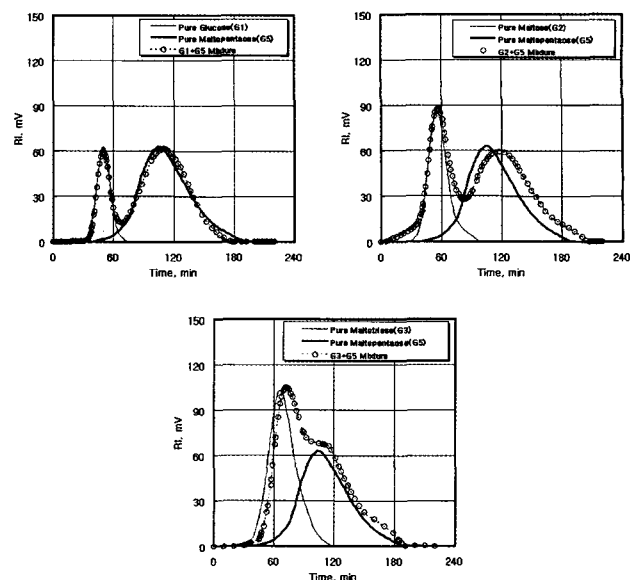 Pure Glucose(G1)
Pure Maltopentaose(G5)
G1+G5 Mixture
150
120
90
60
30
0
RI, mV
0 60 120 180 240
Time, min
Pure Maltose(G2)
Pure Maltopentaose(G5)
G2+G5 Mixture
150
120
90
60
30
0
RI, mV
0 60 120 180 240
Time, min
Pure Maltotriose(G3)
Pure Maltopentaose(G5)
G3+G5 Mixture
150
120
90
60
30
0
RI, mV
0 60 120 180 240
Time, min